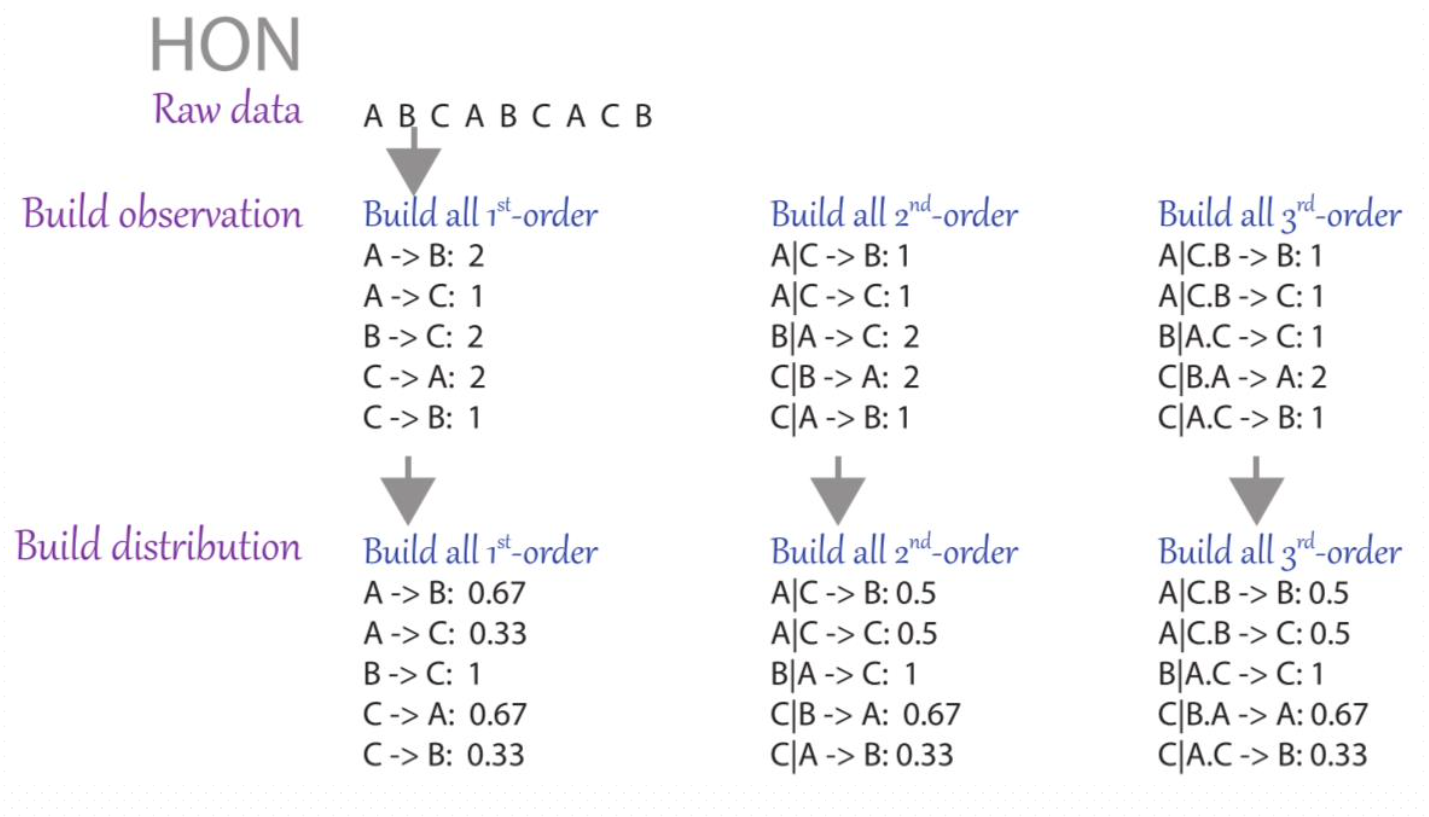 HON
Raw data A B C A B C A C B
Build observation Build all 1st-order Build all 2nd-order Build all 3rd-order
A -> B: 2 A|C -> B: 1 A|C.B -> B: 1
A -> C: 1 A|C -> C: 1 A|C.B -> C: 1
B -> C: 2 B|A -> C: 2 B|A.C -> C: 1
C -> A: 2 C|B -> A: 2 C|B.A -> A: 2
C -> B: 1 C|A -> B: 1 C|A.C -> B: 1
Build distribution Build all 1st-order Build all 2nd-order Build all 3rd-order
A -> B: 0.67 A|C -> B: 0.5 A|C.B -> B: 0.5
A -> C: 0.33 A|C -> C: 0.5 A|C.B -> C: 0.5
B -> C: 1 B|A -> C: 1 B|A.C -> C: 1
C -> A: 0.67 C|B -> A: 0.67 C|B.A -> A: 0.67
C -> B: 0.33 C|A -> B: 0.33 C|A.C -> B: 0.33